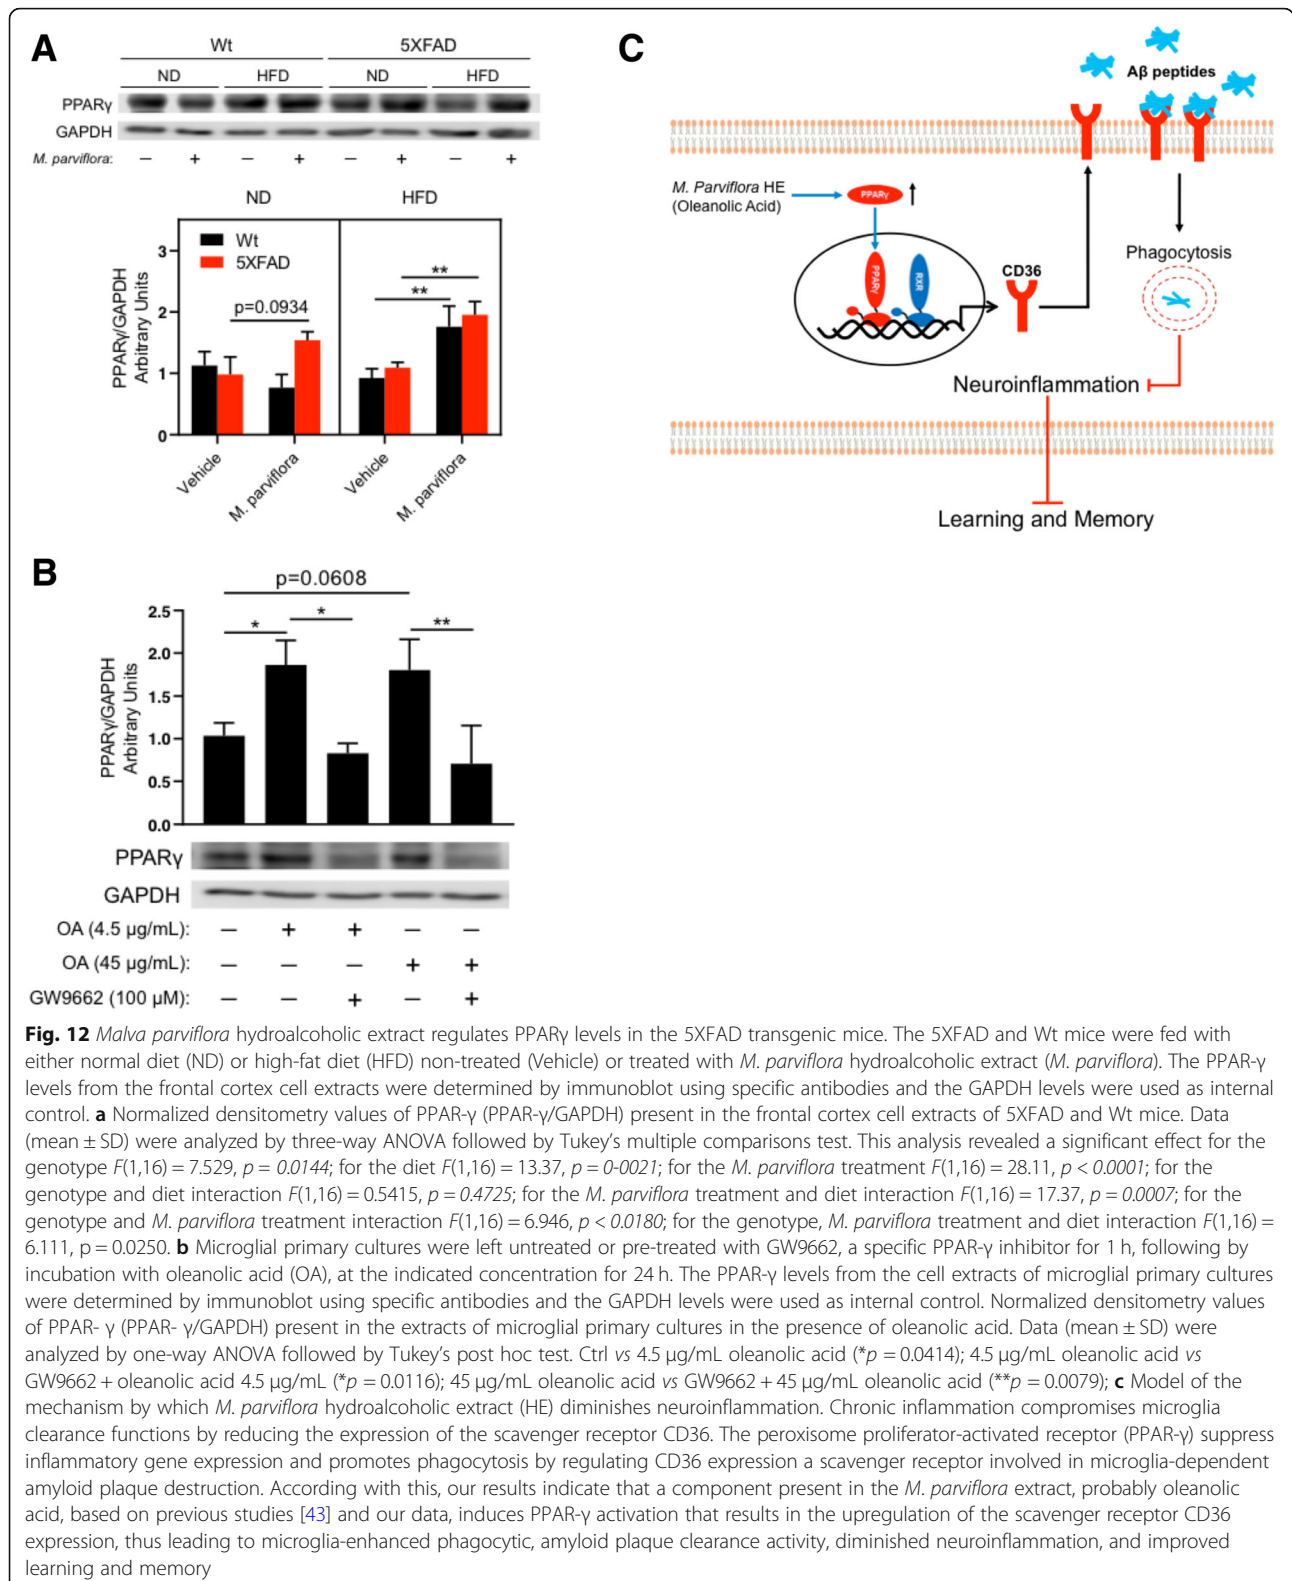 A
Wt 5XFAD
ND HFD ND HFD
PPARγ
GAPDH
M. parviflora: − + − + − + − +
ND HFD
Wt
5XFAD
p=0.0934
**
**
PPARγ/GAPDH
Arbitrary Units
3
2
1
0
Vehicle
M. parviflora
Vehicle
M. parviflora
B
p=0.0608
* * **
PPARγ/GAPDH
Arbitrary Units
2.5
2.0
1.5
1.0
0.5
0.0
PPARγ
GAPDH
OA (4.5 µg/mL): − + + − −
OA (45 µg/mL): − − − + +
GW9662 (100 µM): − − + − +
C
Aβ peptides
M. Parviflora HE
(Oleanolic Acid)
PPARγ
PPARγ
RXR
CD36
Phagocytosis
Neuroinflammation
Learning and Memory
Fig. 12 Malva parviflora hydroalcoholic extract regulates PPARγ levels in the 5XFAD transgenic mice. The 5XFAD and Wt mice were fed with
either normal diet (ND) or high-fat diet (HFD) non-treated (Vehicle) or treated with M. parviflora hydroalcoholic extract (M. parviflora). The PPAR-γ
levels from the frontal cortex cell extracts were determined by immunoblot using specific antibodies and the GAPDH levels were used as internal
control. a Normalized densitometry values of PPAR-γ (PPAR-γ/GAPDH) present in the frontal cortex cell extracts of 5XFAD and Wt mice. Data
(mean ± SD) were analyzed by three-way ANOVA followed by Tukey's multiple comparisons test. This analysis revealed a significant effect for the
genotype F(1,16) = 7.529, p = 0.0144; for the diet F(1,16) = 13.37, p = 0-0021; for the M. parviflora treatment F(1,16) = 28.11, p < 0.0001; for the
genotype and diet interaction F(1,16) = 0.5415, p = 0.4725; for the M. parviflora treatment and diet interaction F(1,16) = 17.37, p = 0.0007; for the
genotype and M. parviflora treatment interaction F(1,16) = 6.946, p < 0.0180; for the genotype, M. parviflora treatment and diet interaction F(1,16) =
6.111, p = 0.0250. b Microglial primary cultures were left untreated or pre-treated with GW9662, a specific PPAR-γ inhibitor for 1 h, following by
incubation with oleanolic acid (OA), at the indicated concentration for 24 h. The PPAR-γ levels from the cell extracts of microglial primary cultures
were determined by immunoblot using specific antibodies and the GAPDH levels were used as internal control. Normalized densitometry values
of PPAR- γ (PPAR- γ/GAPDH) present in the extracts of microglial primary cultures in the presence of oleanolic acid. Data (mean ± SD) were
analyzed by one-way ANOVA followed by Tukey's post hoc test. Ctrl vs 4.5 µg/mL oleanolic acid (*p = 0.0414); 4.5 µg/mL oleanolic acid vs
GW9662 + oleanolic acid 4.5 µg/mL (*p = 0.0116); 45 µg/mL oleanolic acid vs GW9662 + 45 µg/mL oleanolic acid (**p = 0.0079); c Model of the
mechanism by which M. parviflora hydroalcoholic extract (HE) diminishes neuroinflammation. Chronic inflammation compromises microglia
clearance functions by reducing the expression of the scavenger receptor CD36. The peroxisome proliferator-activated receptor (PPAR-γ) suppress
inflammatory gene expression and promotes phagocytosis by regulating CD36 expression a scavenger receptor involved in microglia-dependent
amyloid plaque destruction. According with this, our results indicate that a component present in the M. parviflora extract, probably oleanolic
acid, based on previous studies [43] and our data, induces PPAR-γ activation that results in the upregulation of the scavenger receptor CD36
expression, thus leading to microglia-enhanced phagocytic, amyloid plaque clearance activity, diminished neuroinflammation, and improved
learning and memory